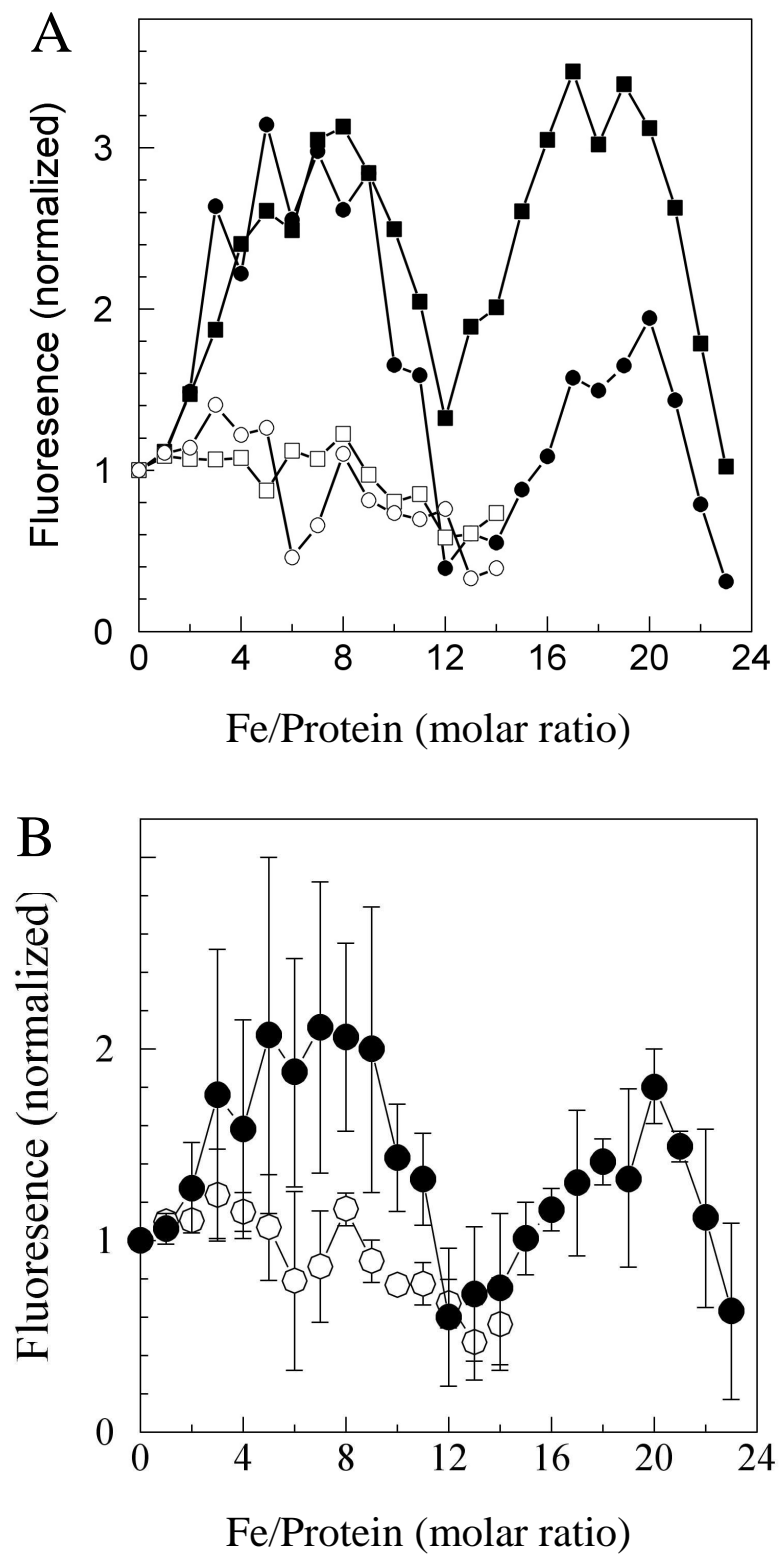 A
Fluoresence (normalized)
3
2
1
0
0 4 8 12 16 20 24
Fe/Protein (molar ratio)
B
Fluoresence (normalized)
2
1
0
0 4 8 12 16 20 24
Fe/Protein (molar ratio)